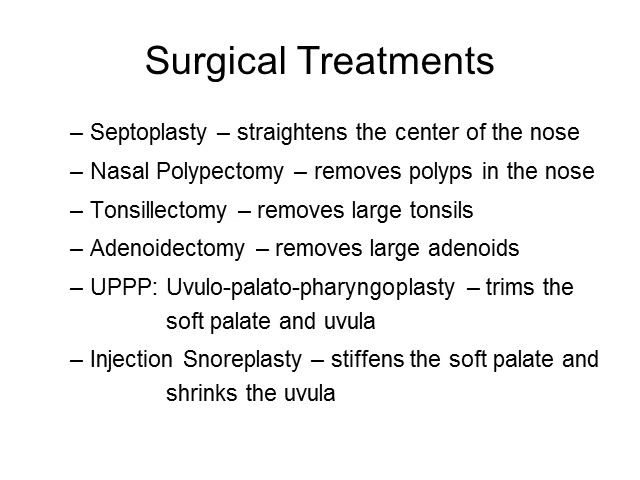 Surgical Treatments
– Septoplasty – straightens the center of the nose
– Nasal Polypectomy – removes polyps in the nose
– Tonsillectomy – removes large tonsils
– Adenoidectomy – removes large adenoids
– UPPP: Uvulo-palato-pharyngoplasty – trims the
soft palate and uvula
– Injection Snoreplasty – stiffens the soft palate and
shrinks the uvula